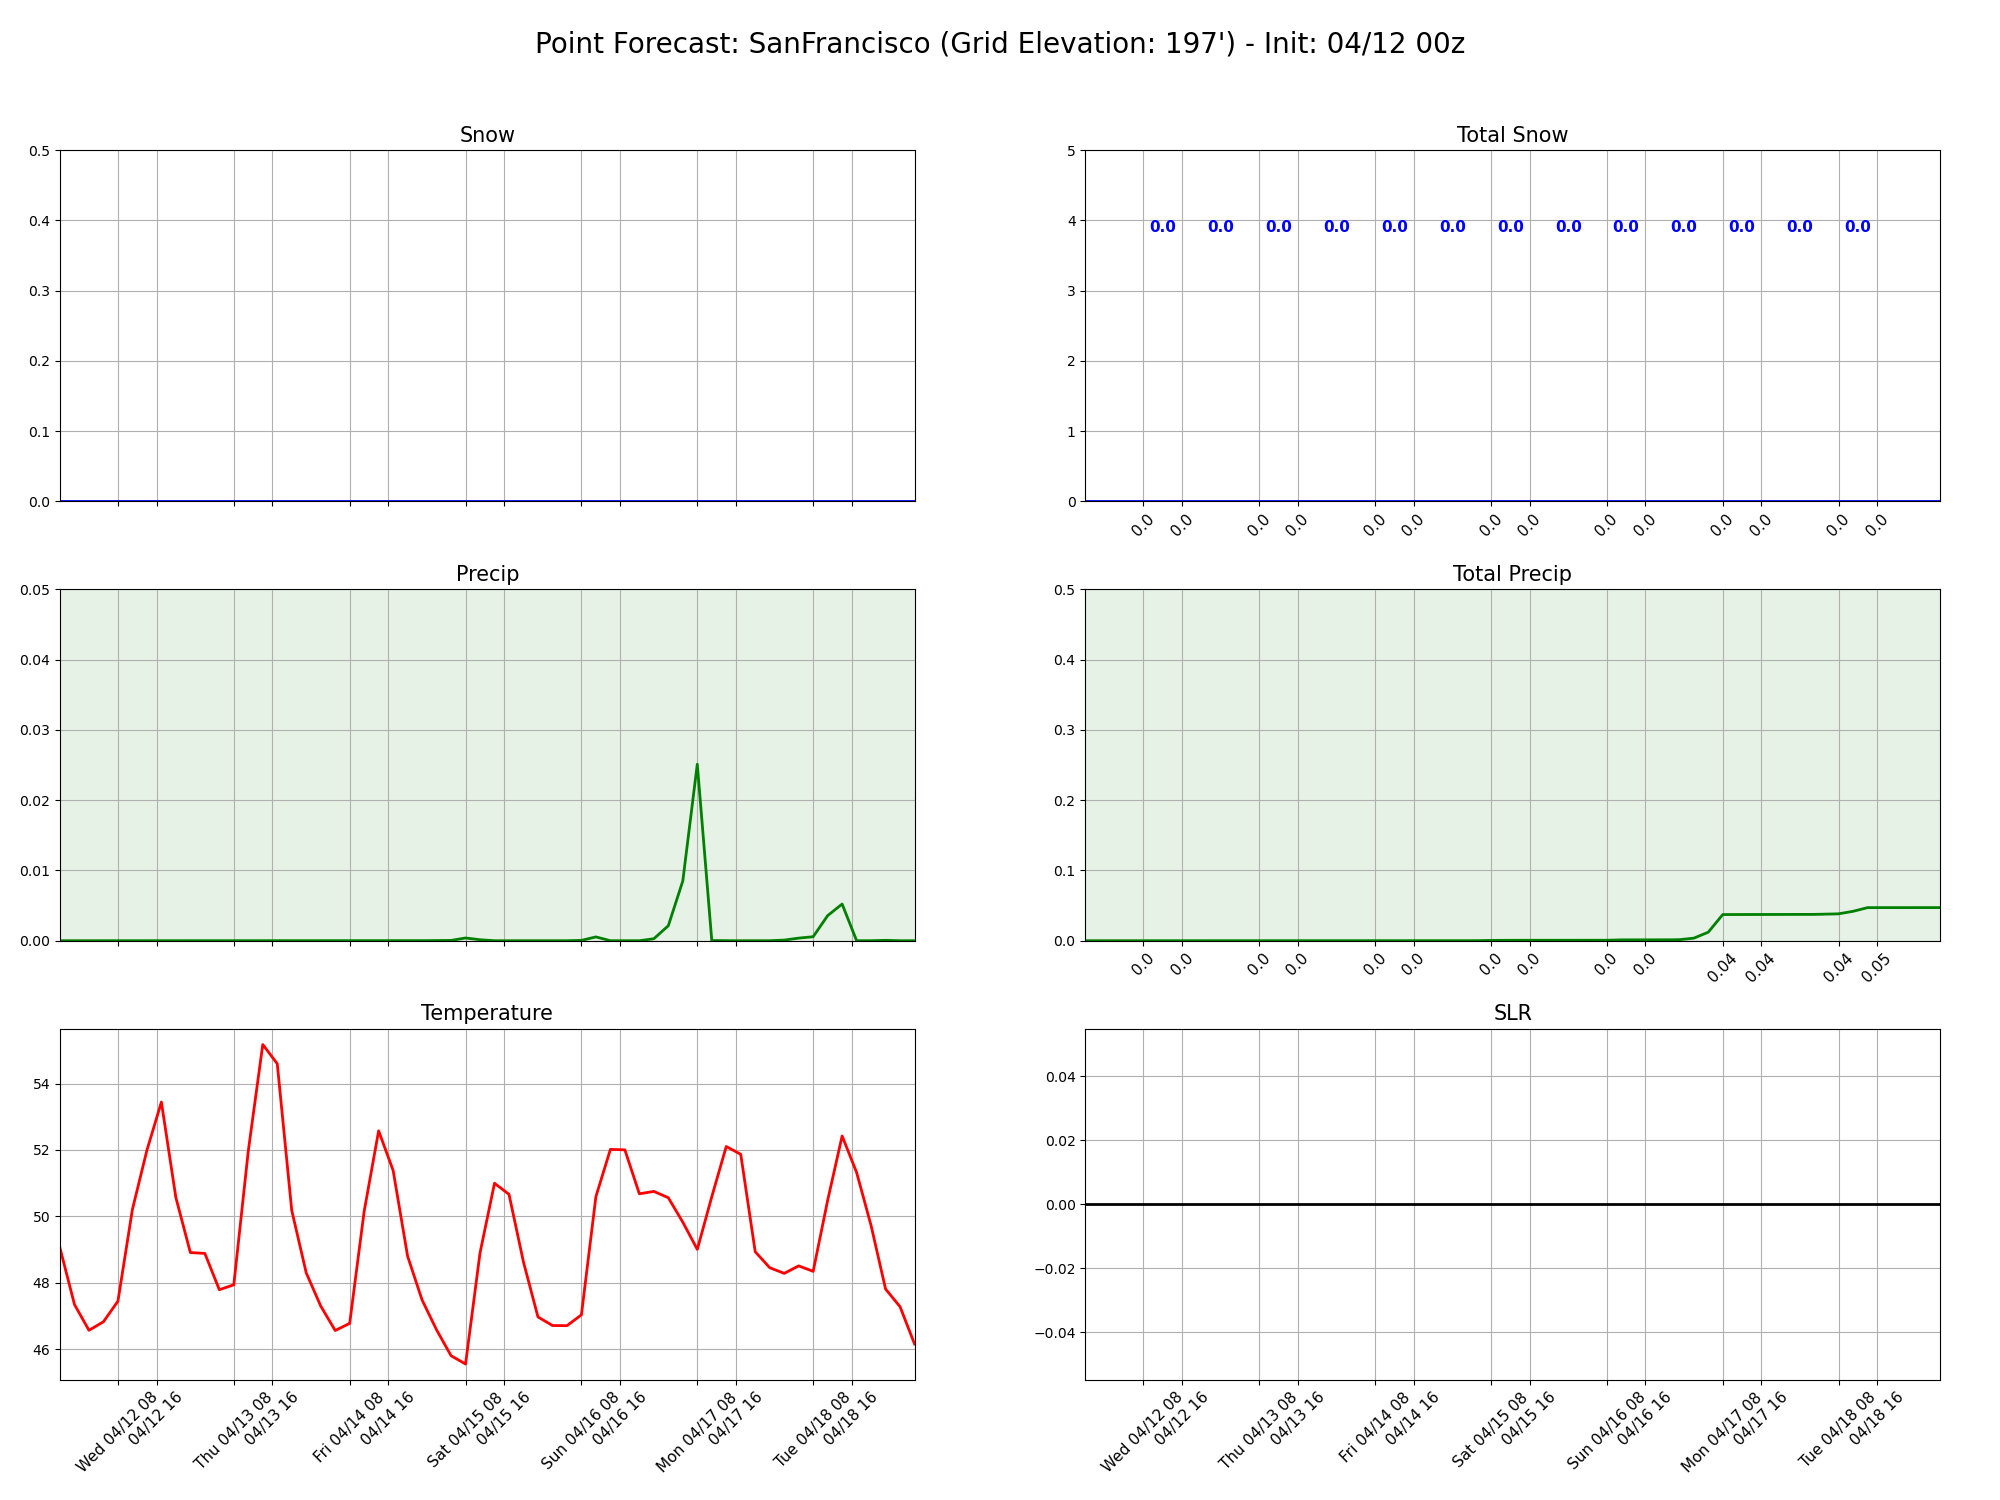 Point Forecast: SanFrancisco (Grid Elevation: 197') - Init: 04/12 00z
Snow
0.5
0.4
0.3
0.2
0.1
0.0
Total Snow
5
4
3
2
1
0
0.0 0.0 0.0 0.0 0.0 0.0 0.0 0.0 0.0 0.0 0.0 0.0 0.0
0.0 0.0 0.0 0.0 0.0 0.0 0.0 0.0 0.0 0.0 0.0 0.0 0.0 0.0
Precip
0.05
0.04
0.03
0.02
0.01
0.00
Total Precip
0.5
0.4
0.3
0.2
0.1
0.0
0.0 0.0 0.0 0.0 0.0 0.0 0.0 0.0 0.0 0.0 0.04 0.04 0.04 0.05
Temperature
54
52
50
48
46
Wed 04/12 08
04/12 16
Thu 04/13 08
04/13 16
Fri 04/14 08
04/14 16
Sat 04/15 08
04/15 16
Sun 04/16 08
04/16 16
Mon 04/17 08
04/17 16
Tue 04/18 08
04/18 16
SLR
0.04
0.02
0.00
−0.02
−0.04
Wed 04/12 08
04/12 16
Thu 04/13 08
04/13 16
Fri 04/14 08
04/14 16
Sat 04/15 08
04/15 16
Sun 04/16 08
04/16 16
Mon 04/17 08
04/17 16
Tue 04/18 08
04/18 16